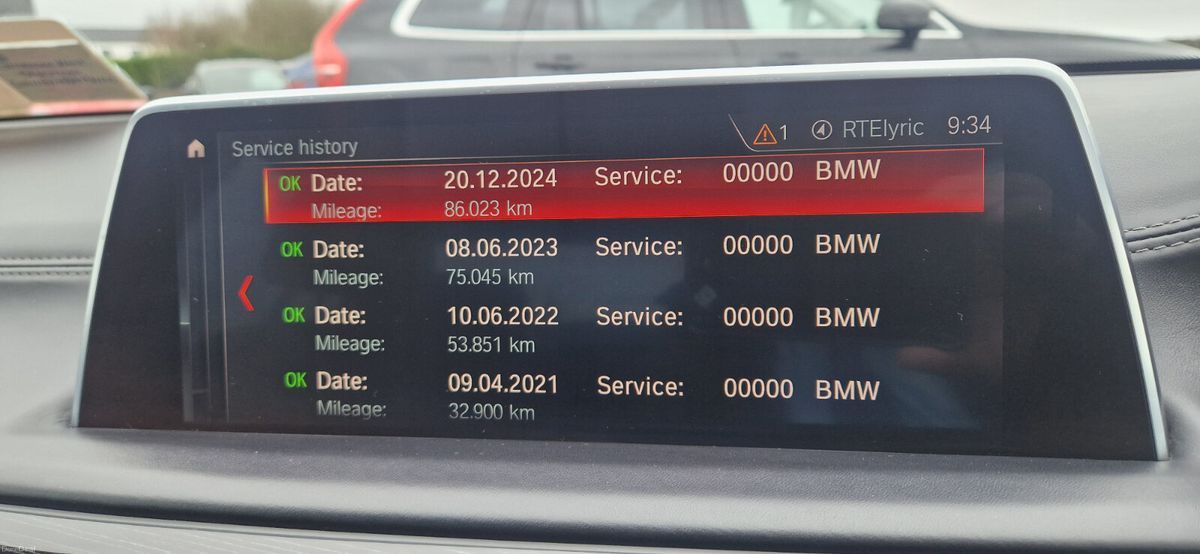 Service history
1 RTElyric 9:34
OK Date: 20.12.2024 Service: 00000 BMW
Mileage: 86.023 km
OK Date: 08.06.2023 Service: 00000 BMW
Mileage: 75.045 km
OK Date: 10.06.2022 Service: 00000 BMW
Mileage: 53.851 km
OK Date: 09.04.2021 Service: 00000 BMW
Mileage: 32.900 km